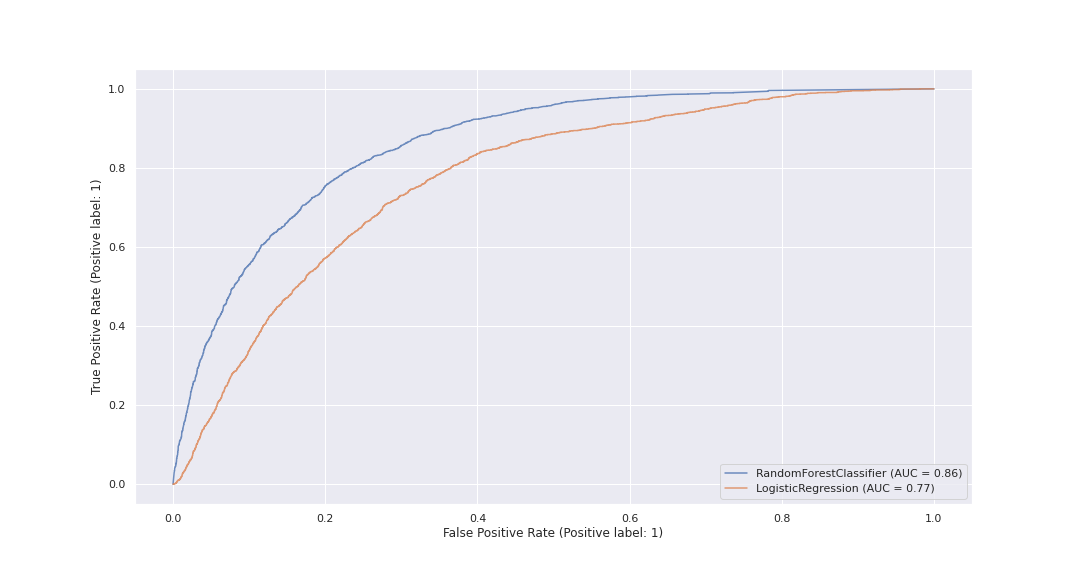 1.0
0.8
0.6
0.4
0.2
0.0
True Positive Rate (Positive label: 1)
RandomForestClassifier (AUC = 0.86)
LogisticRegression (AUC = 0.77)
0.0 0.2 0.4 0.6 0.8 1.0
False Positive Rate (Positive label: 1)